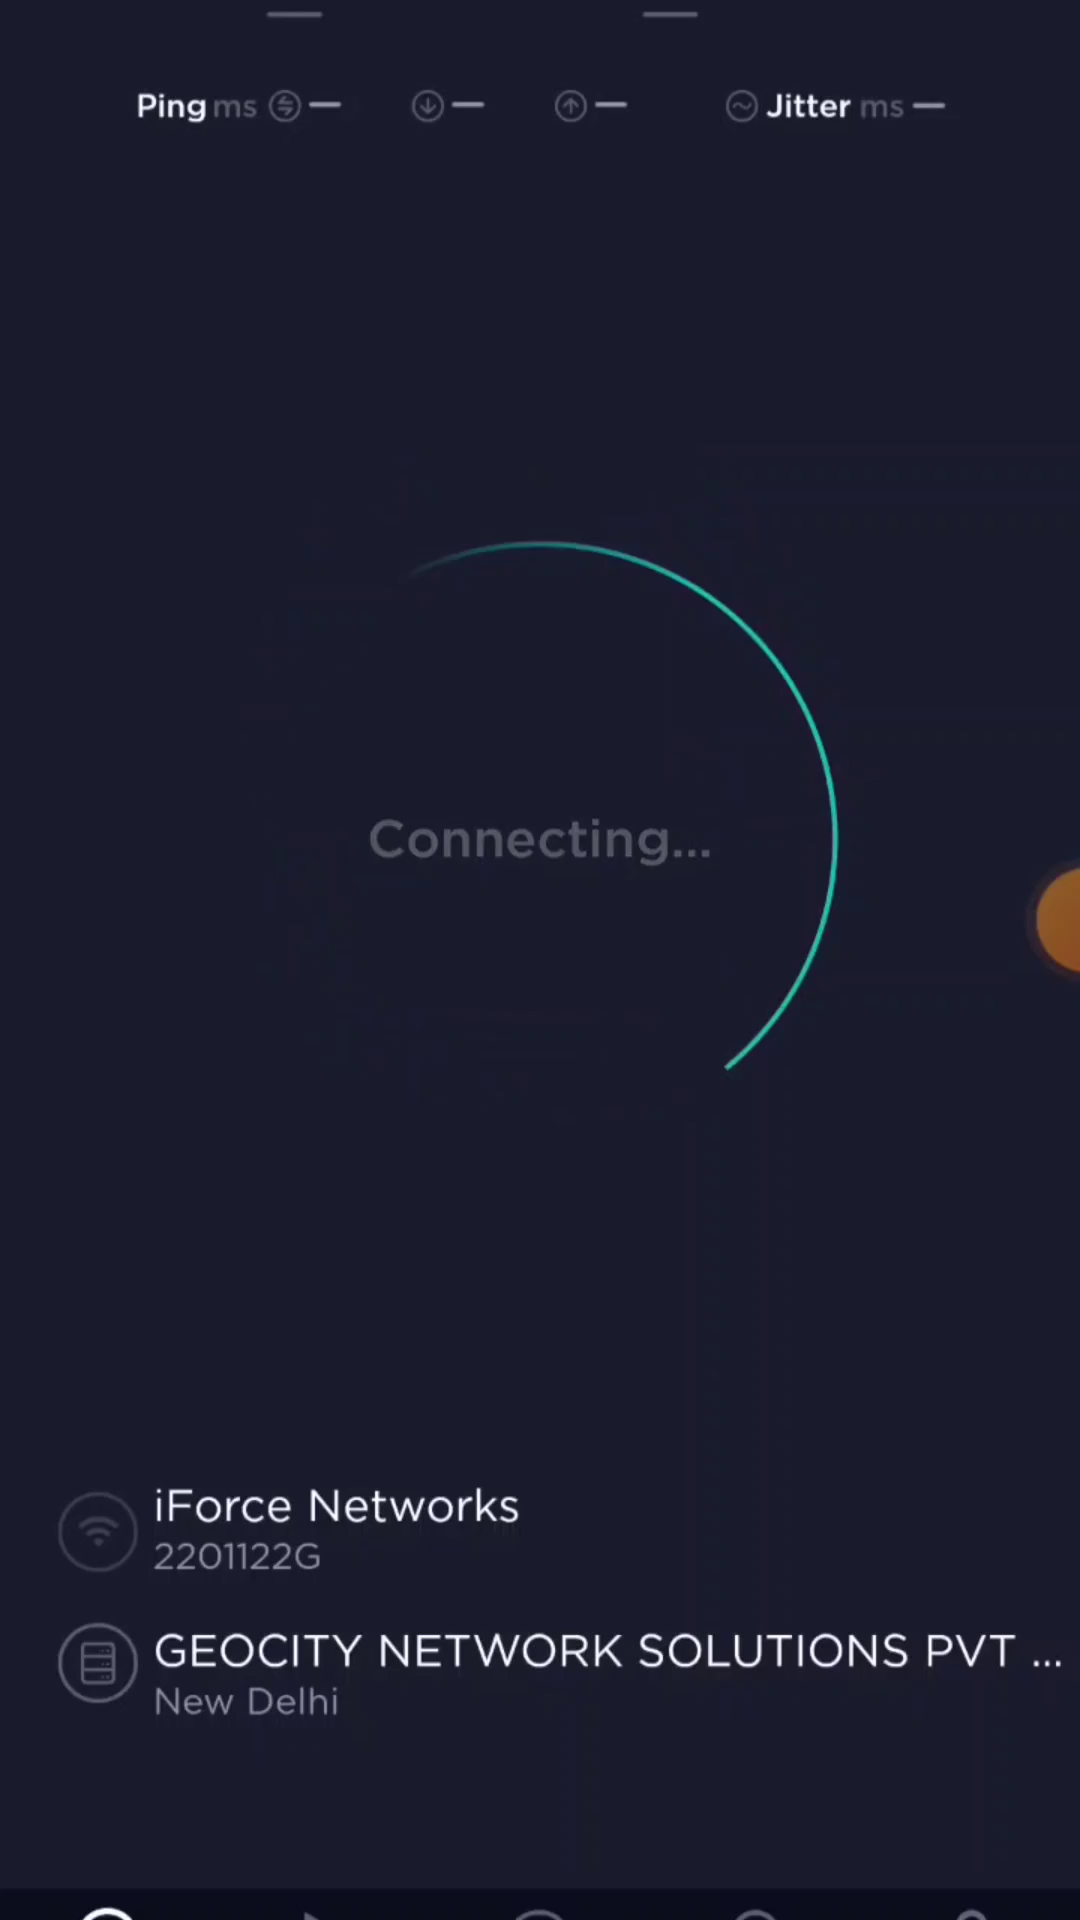 Ping ms — — — Jitter ms —
Connecting...
iForce Networks
2201122G
GEOCITY NETWORK SOLUTIONS PVT ...
New Delhi